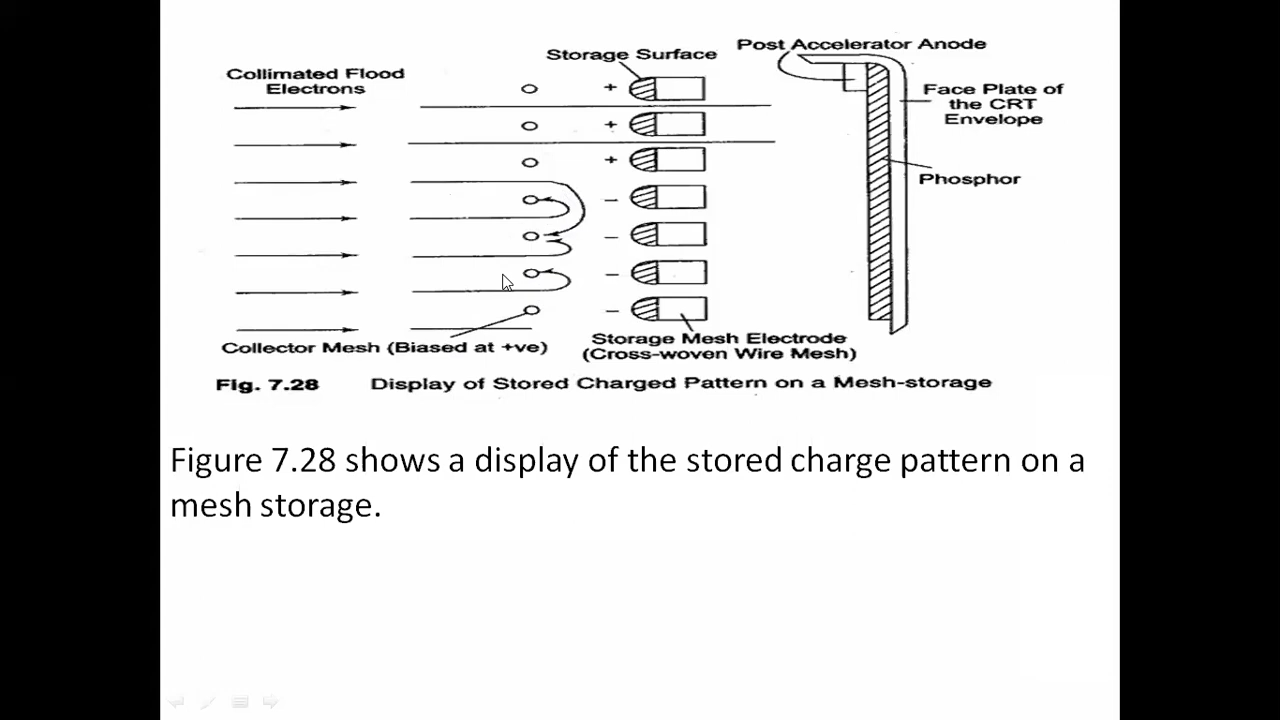 Storage Surface
Post Accelerator Anode
Collimated Flood
Electrons
+
+
+
−
−
−
−
Face Plate of
the CRT
Envelope
Phosphor
Collector Mesh (Biased at +ve)
Storage Mesh Electrode
(Cross-woven Wire Mesh)
Fig. 7.28 Display of Stored Charged Pattern on a Mesh-storage
Figure 7.28 shows a display of the stored charge pattern on a
mesh storage.